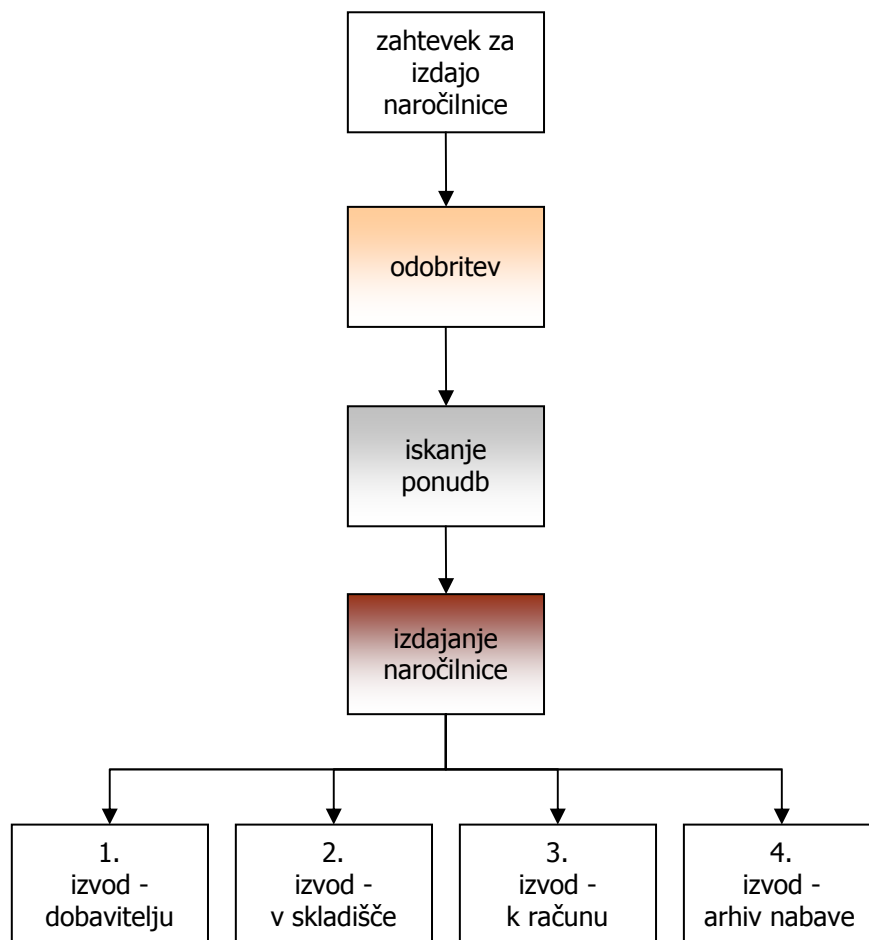 zahtevek za
izdajo
naročilnice
odobritev
iskanje
ponudb
izdajanje
naročilnice
1.
izvod -
dobavitelju
2.
izvod -
v skladišče
3.
izvod -
k računu
4.
izvod -
arhiv nabave